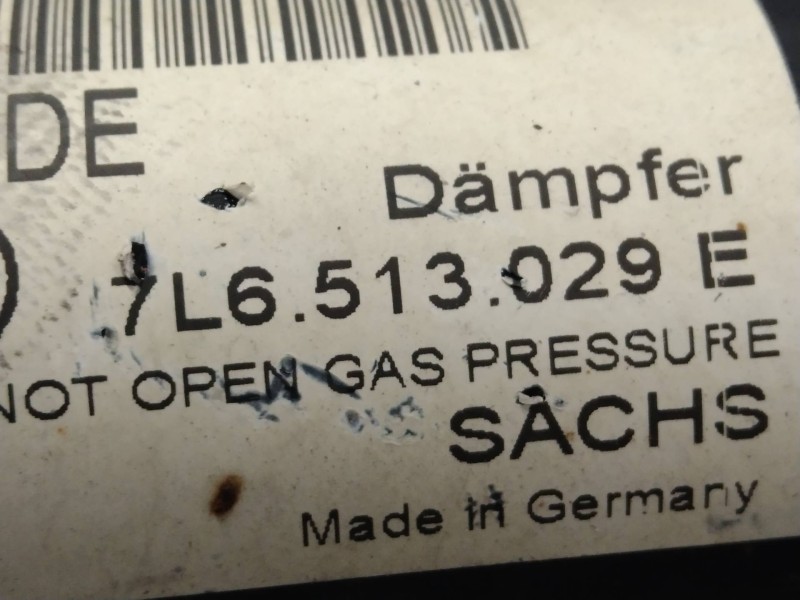 DE
Dämpfer
7L6.513.029 E
NOT OPEN GAS PRESSURE
SACHS
Made in Germany